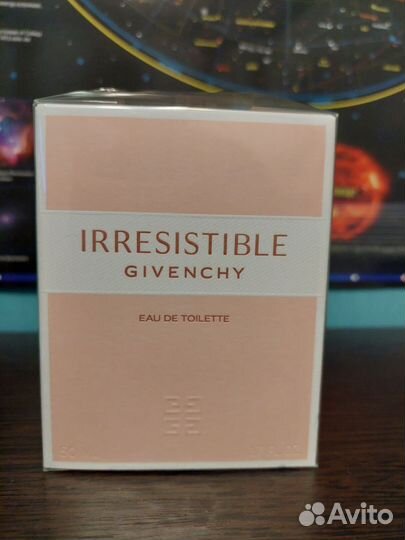 IRRESISTIBLE
GIVENCHY
EAU DE TOILETTE
Avito